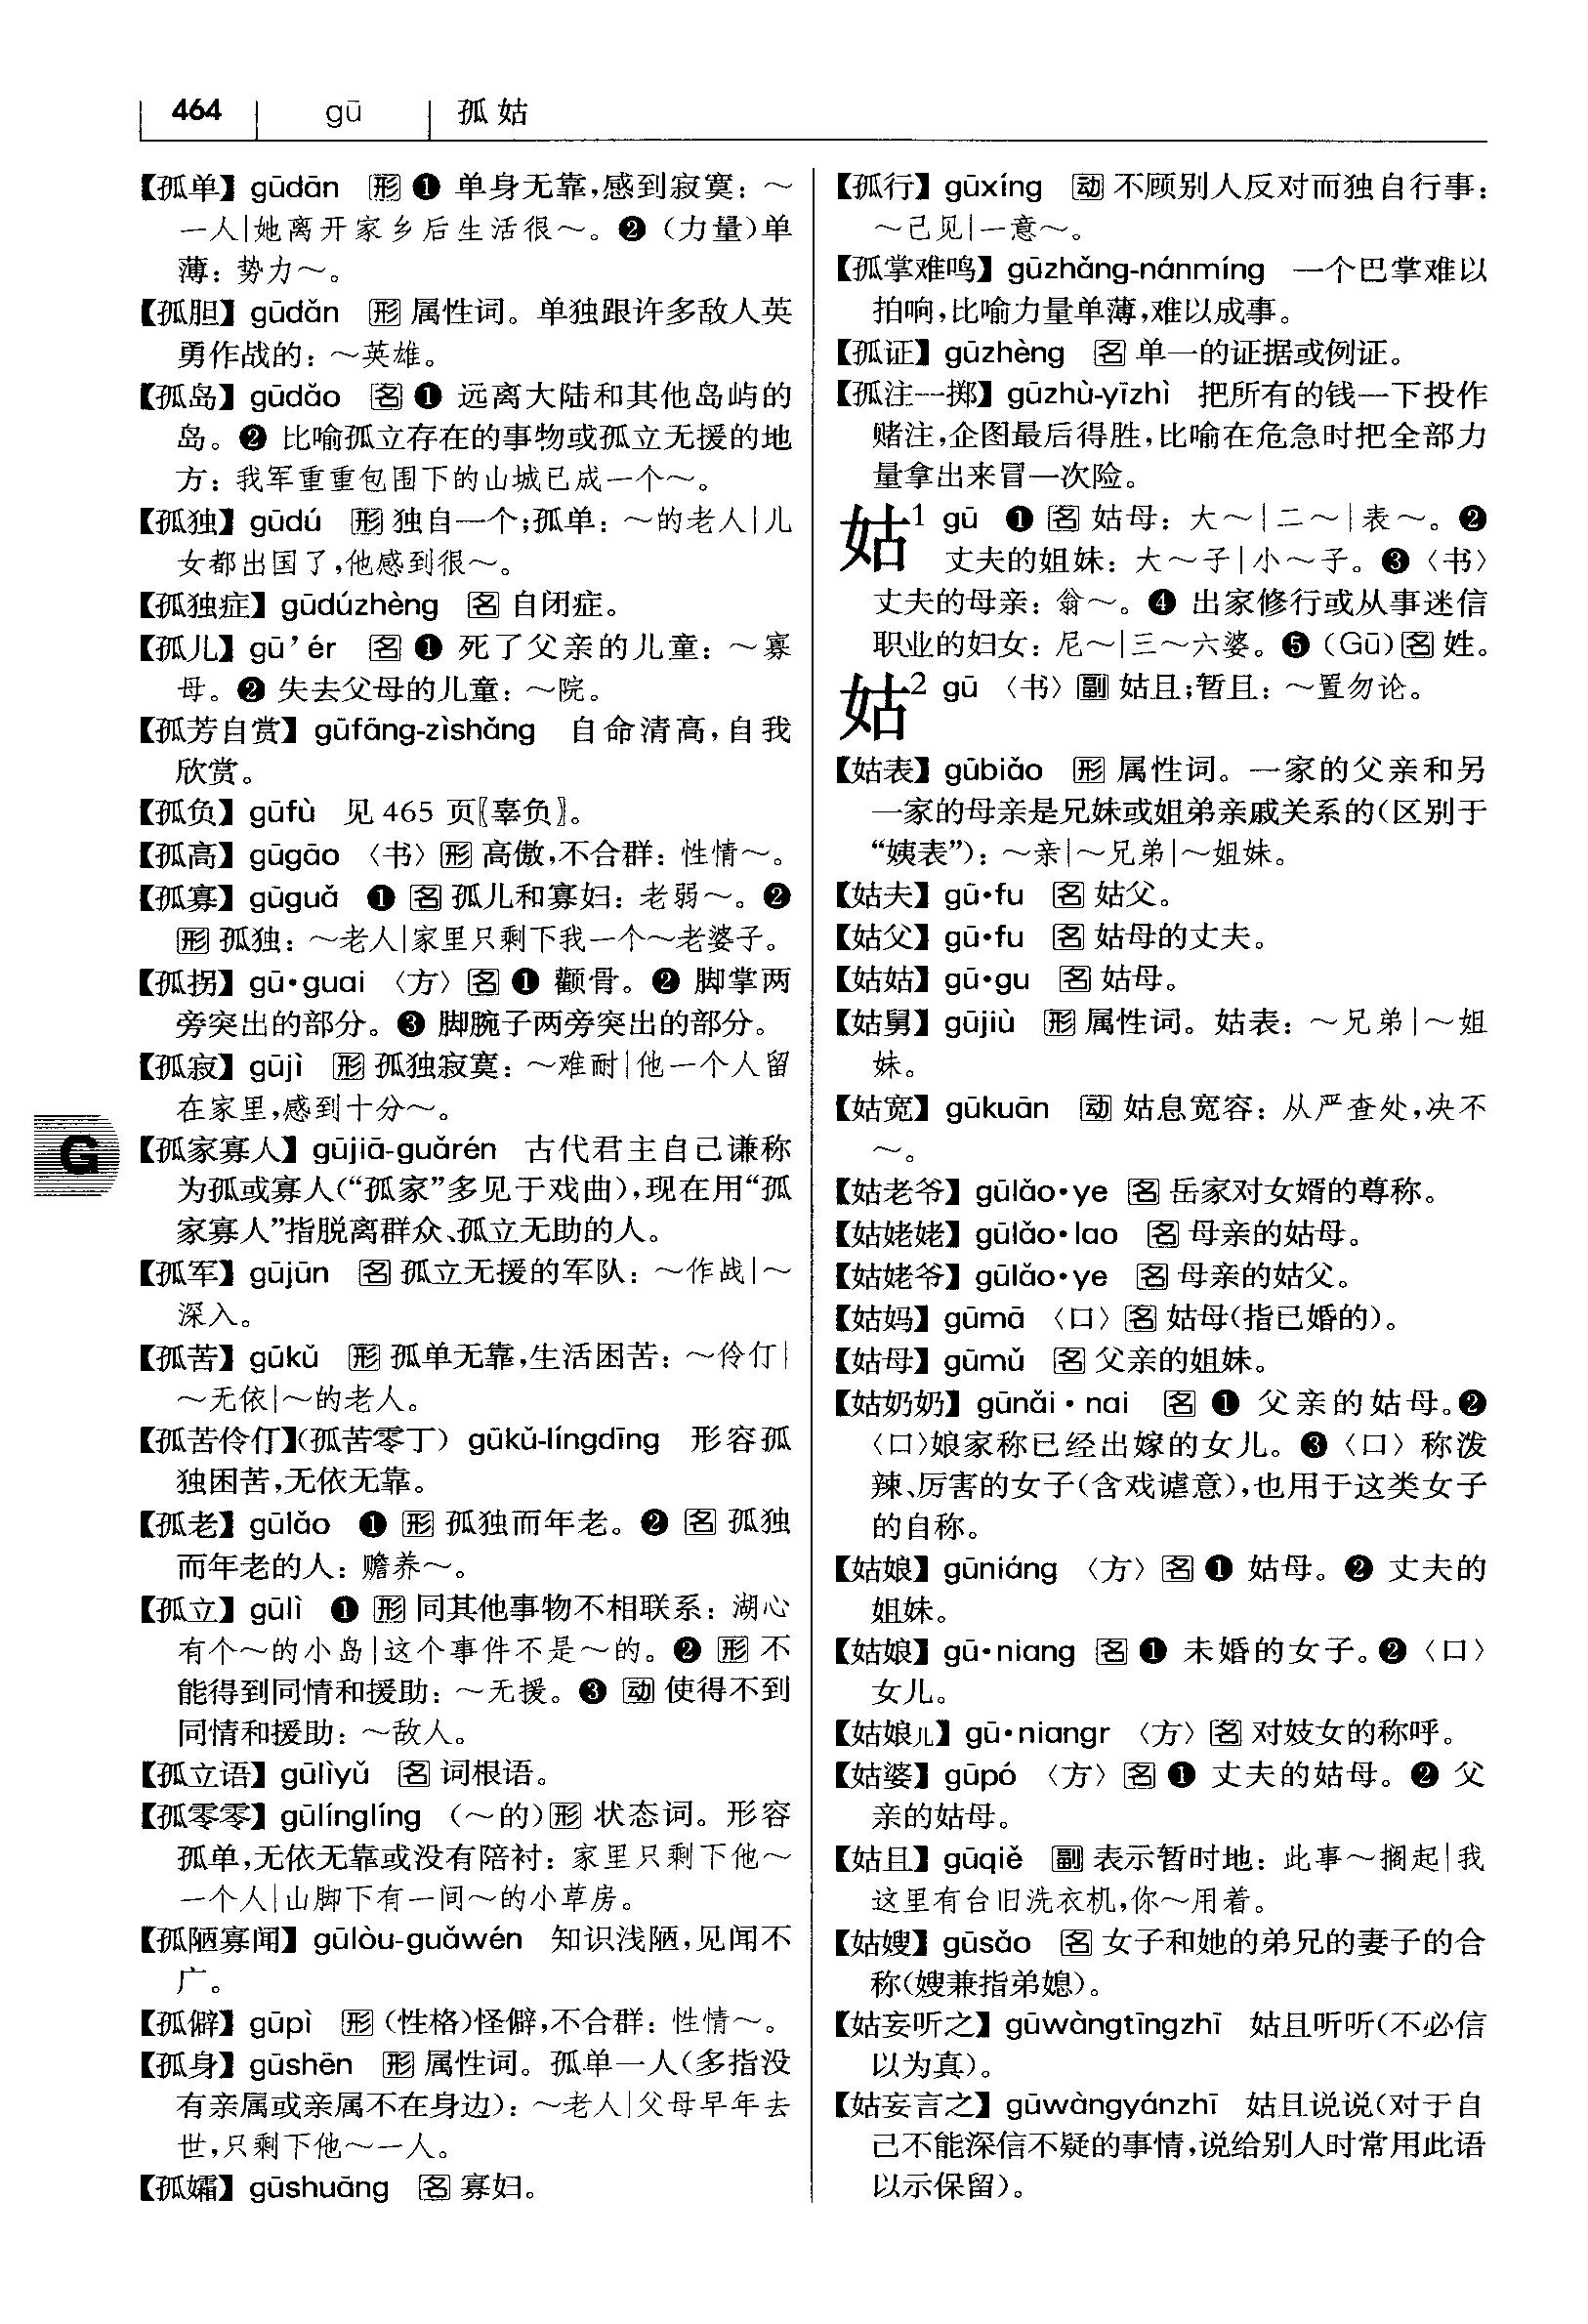 464 gū 孤姑
【孤单】 gūdān 形 ❶ 单身无靠,感到寂寞: ～
一人|她离开家乡后生活很～。❷ (力量)单
薄: 势力～。
【孤胆】 gūdǎn 形 属性词。单独跟许多敌人英
勇作战的: ～英雄。
【孤岛】 gūdǎo 名 ❶ 远离大陆和其他岛屿的
岛。❷ 比喻孤立存在的事物或孤立无援的地
方: 我军重重包围下的山城已成一个～。
【孤独】 gūdú 形 独自一个;孤单: ～的老人|儿
女都出国了,他感到很～。
【孤独症】 gūdúzhèng 名 自闭症。
【孤儿】 gū’ér 名 ❶ 死了父亲的儿童: ～寡
母。❷ 失去父母的儿童: ～院。
【孤芳自赏】 gūfāng-zìshǎng 自命清高,自我
欣赏。
【孤负】 gūfù 见 465 页〖辜负〗。
【孤高】 gūgāo 〈书〉形 高傲,不合群: 性情～。
【孤寡】 gūguǎ ❶ 名 孤儿和寡妇: 老弱～。❷
形 孤独: ～老人|家里只剩下我一个～老婆子。
【孤拐】 gū•guai 〈方〉名 ❶ 颧骨。❷ 脚掌两
旁突出的部分。❸ 脚腕子两旁突出的部分。
【孤寂】 gūjì 形 孤独寂寞: ～难耐|他一个人留
在家里,感到十分～。
G
【孤家寡人】 gūjiā-guǎrén 古代君主自己谦称
为孤或寡人(“孤家”多见于戏曲),现在用“孤
家寡人”指脱离群众、孤立无助的人。
【孤军】 gūjūn 名 孤立无援的军队: ～作战|～
深入。
【孤苦】 gūkǔ 形 孤单无靠,生活困苦: ～伶仃|
～无依|～的老人。
【孤苦伶仃】(孤苦零丁) gūkǔ-língdīng 形容孤
独困苦,无依无靠。
【孤老】 gūlǎo ❶ 形 孤独而年老。❷ 名 孤独
而年老的人: 赡养～。
【孤立】 gūlì ❶ 形 同其他事物不相联系: 湖心
有个～的小岛|这个事件不是～的。❷ 形 不
能得到同情和援助: ～无援。❸ 动 使得不到
同情和援助: ～敌人。
【孤立语】 gūlìyǔ 名 词根语。
【孤零零】 gūlínglíng (～的)形 状态词。形容
孤单,无依无靠或没有陪衬: 家里只剩下他～
一个人|山脚下有一间～的小草房。
【孤陋寡闻】 gūlòu-guǎwén 知识浅陋,见闻不
广。
【孤僻】 gūpì 形 (性格)怪僻,不合群: 性情～。
【孤身】 gūshēn 形 属性词。孤单一人(多指没
有亲属或亲属不在身边): ～老人|父母早年去
世,只剩下他～一人。
【孤孀】 gūshuāng 名 寡妇。
【孤行】 gūxíng 动 不顾别人反对而独自行事:
～己见|一意～。
【孤掌难鸣】 gūzhǎng-nánmíng 一个巴掌难以
拍响,比喻力量单薄,难以成事。
【孤证】 gūzhèng 名 单一的证据或例证。
【孤注一掷】 gūzhù-yīzhì 把所有的钱一下投作
赌注,企图最后得胜,比喻在危急时把全部力
量拿出来冒一次险。
姑1 gū ❶ 名 姑母: 大～|二～|表～。❷
丈夫的姐妹: 大～子|小～子。❸〈书〉
丈夫的母亲: 翁～。❹ 出家修行或从事迷信
职业的妇女: 尼～|三～六婆。❺ (Gū)名 姓。
姑2 gū 〈书〉副 姑且;暂且: ～置勿论。
【姑表】 gūbiǎo 形 属性词。一家的父亲和另
一家的母亲是兄妹或姐弟亲戚关系的(区别于
“姨表”): ～亲|～兄弟|～姐妹。
【姑夫】 gū•fu 名 姑父。
【姑父】 gū•fu 名 姑母的丈夫。
【姑姑】 gū•gu 名 姑母。
【姑舅】 gūjiù 形 属性词。姑表: ～兄弟|～姐
妹。
【姑宽】 gūkuān 动 姑息宽容: 从严查处,决不
～。
【姑老爷】 gūlǎo•ye 名 岳家对女婿的尊称。
【姑姥姥】 gūlǎo•lao 名 母亲的姑母。
【姑姥爷】 gūlǎo•ye 名 母亲的姑父。
【姑妈】 gūmā 〈口〉名 姑母(指已婚的)。
【姑母】 gūmǔ 名 父亲的姐妹。
【姑奶奶】 gūnǎi•nai 名 ❶ 父亲的姑母。❷
〈口〉娘家称已经出嫁的女儿。❸〈口〉称泼
辣、厉害的女子(含戏谑意),也用于这类女子
的自称。
【姑娘】 gūniáng 〈方〉名 ❶ 姑母。❷ 丈夫的
姐妹。
【姑娘】 gū•niang 名 ❶ 未婚的女子。❷〈口〉
女儿。
【姑娘儿】 gū•niangr 〈方〉名 对妓女的称呼。
【姑婆】 gūpó 〈方〉名 ❶ 丈夫的姑母。❷ 父
亲的姑母。
【姑且】 gūqiě 副 表示暂时地: 此事～搁起|我
这里有台旧洗衣机,你～用着。
【姑嫂】 gūsǎo 名 女子和她的弟兄的妻子的合
称(嫂兼指弟媳)。
【姑妄听之】 gūwàngtīngzhī 姑且听听(不必信
以为真)。
【姑妄言之】 gūwàngyánzhī 姑且说说(对于自
己不能深信不疑的事情,说给别人时常用此语
以示保留)。